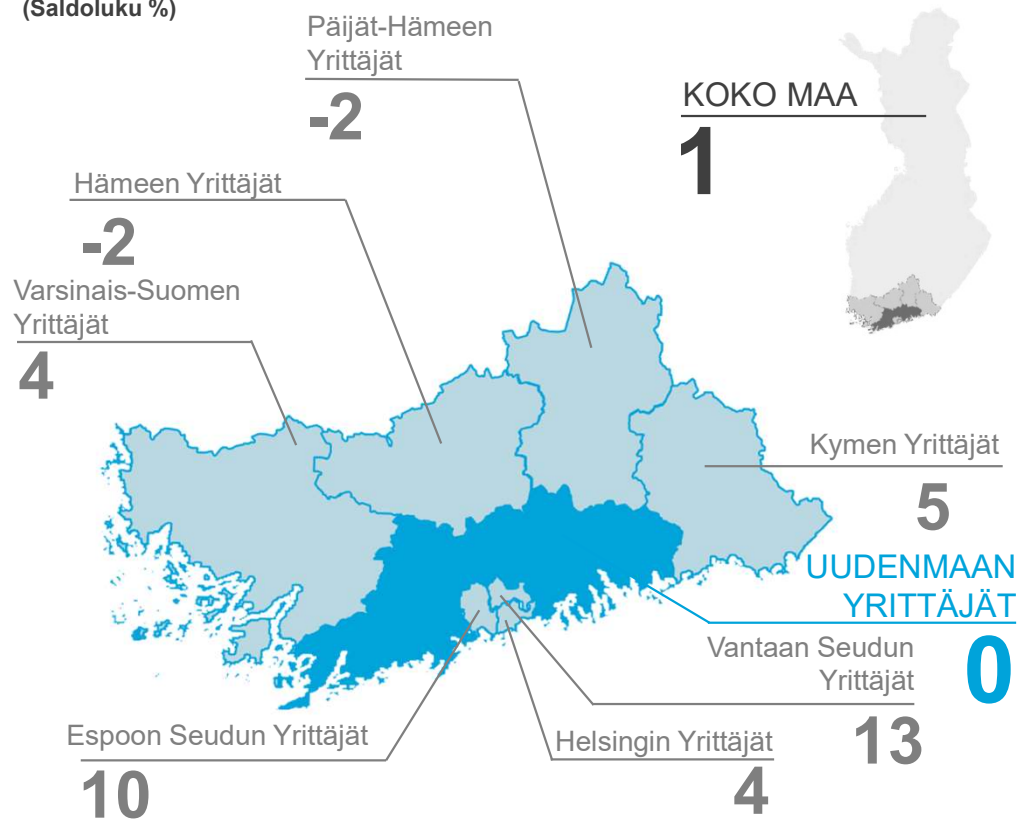 (Saldoluku %)
Päijät-Hämeen
Yrittäjät
-2
KOKO MAA
1
Hämeen Yrittäjät
-2
Varsinais-Suomen
Yrittäjät
4
Kymen Yrittäjät
5
UUDENMAAN
YRITTÄJÄT
0
Vantaan Seudun
Yrittäjät
13
Espoon Seudun Yrittäjät
10
Helsingin Yrittäjät
4